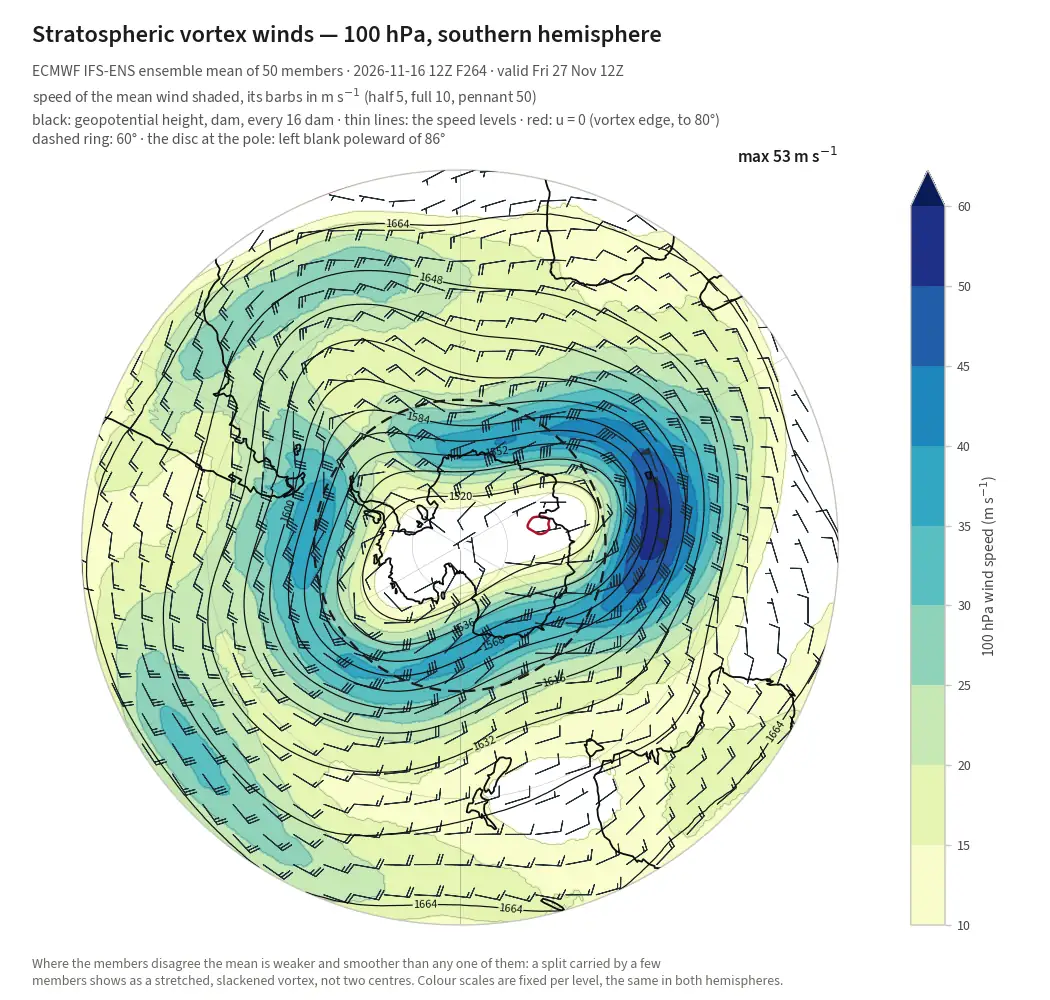 Stratospheric vortex winds — 100 hPa, southern hemisphere
ECMWF IFS-ENS ensemble mean of 50 members · 2026-11-16 12Z F264 · valid Fri 27 Nov 12Z
speed of the mean wind shaded, its barbs in m s⁻¹ (half 5, full 10, pennant 50)
black: geopotential height, dam, every 16 dam · thin lines: the speed levels · red: u = 0 (vortex edge, to 80°)
dashed ring: 60° · the disc at the pole: left blank poleward of 86°
max 53 m s⁻¹
1664
1648
1584
1552
1520
1600
1536
1568
1616
1632
1664
1664
1664
60
50
45
40
35
30
25
20
15
10
100 hPa wind speed (m s⁻¹)
Where the members disagree the mean is weaker and smoother than any one of them: a split carried by a few
members shows as a stretched, slackened vortex, not two centres. Colour scales are fixed per level, the same in both hemispheres.